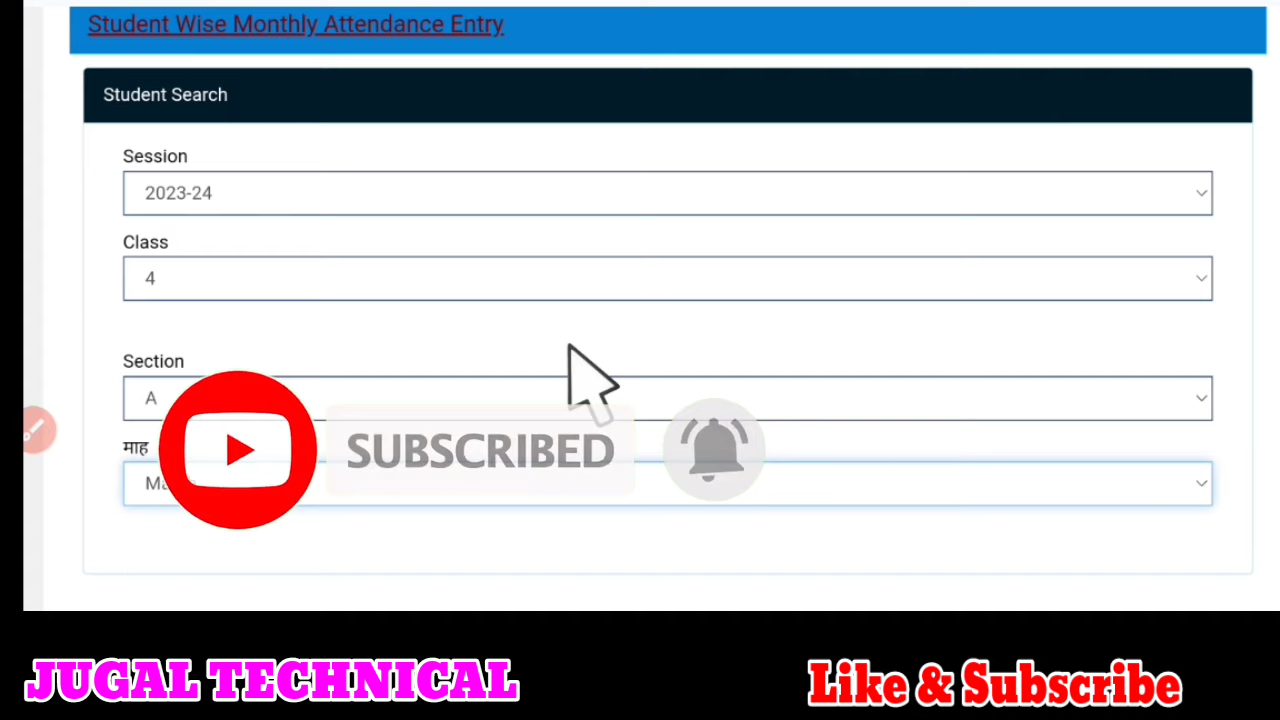 Student Wise Monthly Attendance Entry
Student Search
Session
2023-24
Class
4
Section
A
SUBSCRIBED
माह
JUGAL TECHNICAL
Like & Subscribe